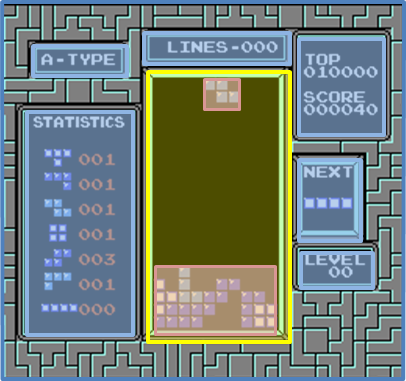 LINES-000
A-TYPE
TOP
010000
SCORE
000040
STATISTICS
001
001
001
001
003
001
000
NEXT
LEVEL
00